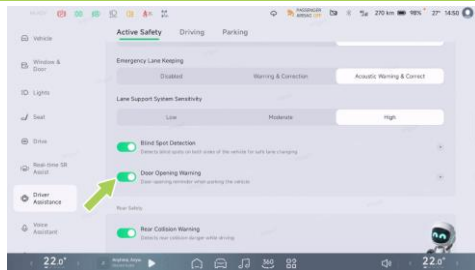 PASSENGER
AIRBAG OFF
270 km
98%
27°
14:50
Vehicle
Active Safety
Driving
Parking
Window &
Door
Emergency Lane Keeping
Disabled
Warning & Correction
Acoustic Warning & Correct
Lights
Lane Support System Sensitivity
Seat
Low
Moderate
High
Drive
Blind Spot Detection
Detects blind spots on both sides of the vehicle for safe lane changing
Real-time SR
Assist
Door Opening Warning
Door-opening reminder when parking the vehicle
Driver
Assistance
Rear Safety
Voice
Assistant
Rear Collision Warning
Detects rear collision danger while driving
22.0°
360
22.0°